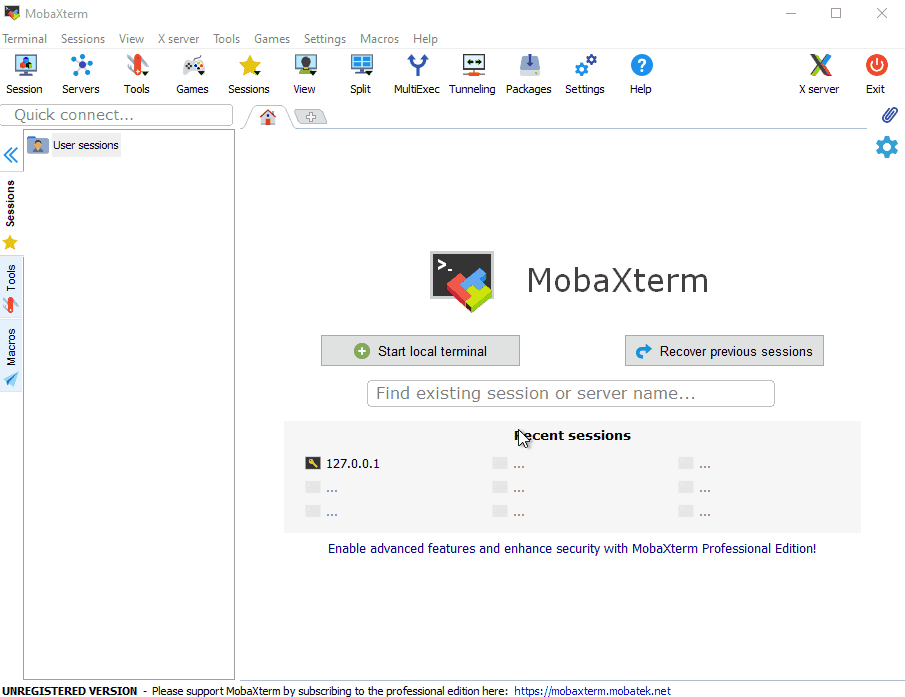 MobaXterm
Terminal Sessions View X server Tools Games Settings Macros Help
Session Servers Tools Games Sessions View Split MultiExec Tunneling Packages Settings Help X server Exit
Quick connect...
User sessions
Sessions
Tools
Macros
>_
MobaXterm
Start local terminal Recover previous sessions
Find existing session or server name...
Recent sessions
127.0.0.1 ... ...
... ... ...
... ... ...
Enable advanced features and enhance security with MobaXterm Professional Edition!
UNREGISTERED VERSION - Please support MobaXterm by subscribing to the professional edition here: https://mobaxterm.mobatek.net